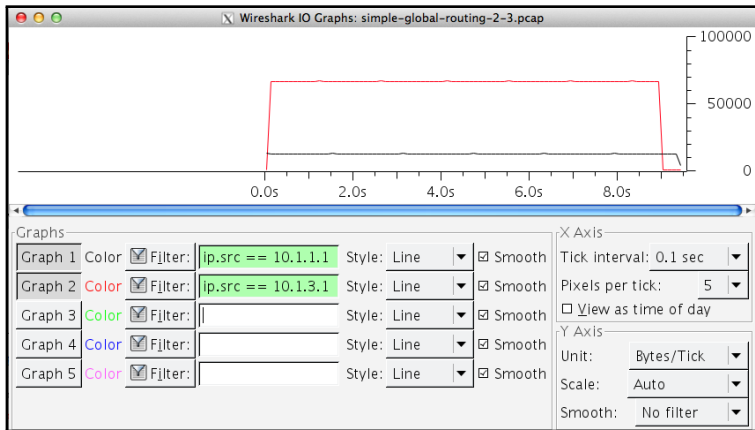 Wireshark IO Graphs: simple-global-routing-2-3.pcap
100000
50000
0
0.0s 2.0s 4.0s 6.0s 8.0s
Graphs
Graph 1 Color Filter: ip.src == 10.1.1.1 Style: Line Smooth
Graph 2 Color Filter: ip.src == 10.1.3.1 Style: Line Smooth
Graph 3 Color Filter: Style: Line Smooth
Graph 4 Color Filter: Style: Line Smooth
Graph 5 Color Filter: Style: Line Smooth
X Axis
Tick interval: 0.1 sec
Pixels per tick: 5
View as time of day
Y Axis
Unit: Bytes/Tick
Scale: Auto
Smooth: No filter